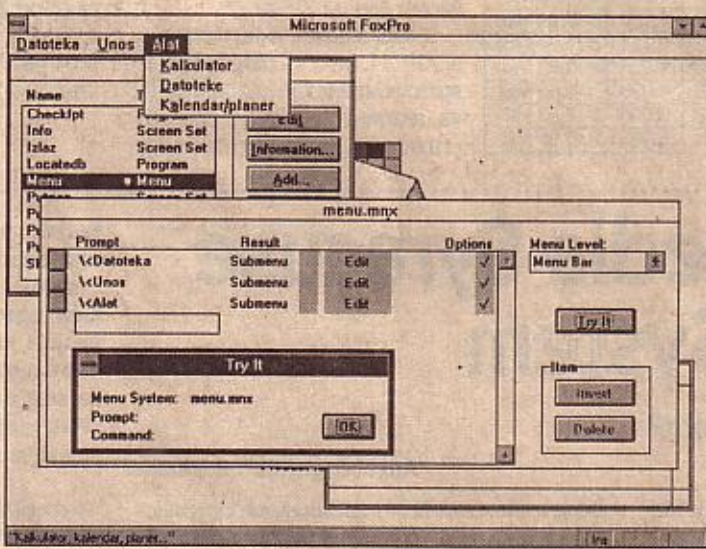 Microsoft FoxPro
Datoteka Unos Alat
Kalkulator
Datoteke
Kalendar/planer
Name
Checklpt
Info Screen Set
Izlaz Screen Set
Locatedb Program
Menu Menu
Edit
Information...
Add...
menu.mnx
Prompt Result Options Menu Level:
\<Datoteka Submenu Edit Menu Bar
\<Unos Submenu Edit
\<Alat Submenu Edit
Try It
Try It
Menu System: menu.mnx
Prompt:
Command:
OK
Item
Insert
Delete
"Kalkulator, kalendar, planer..." Ins